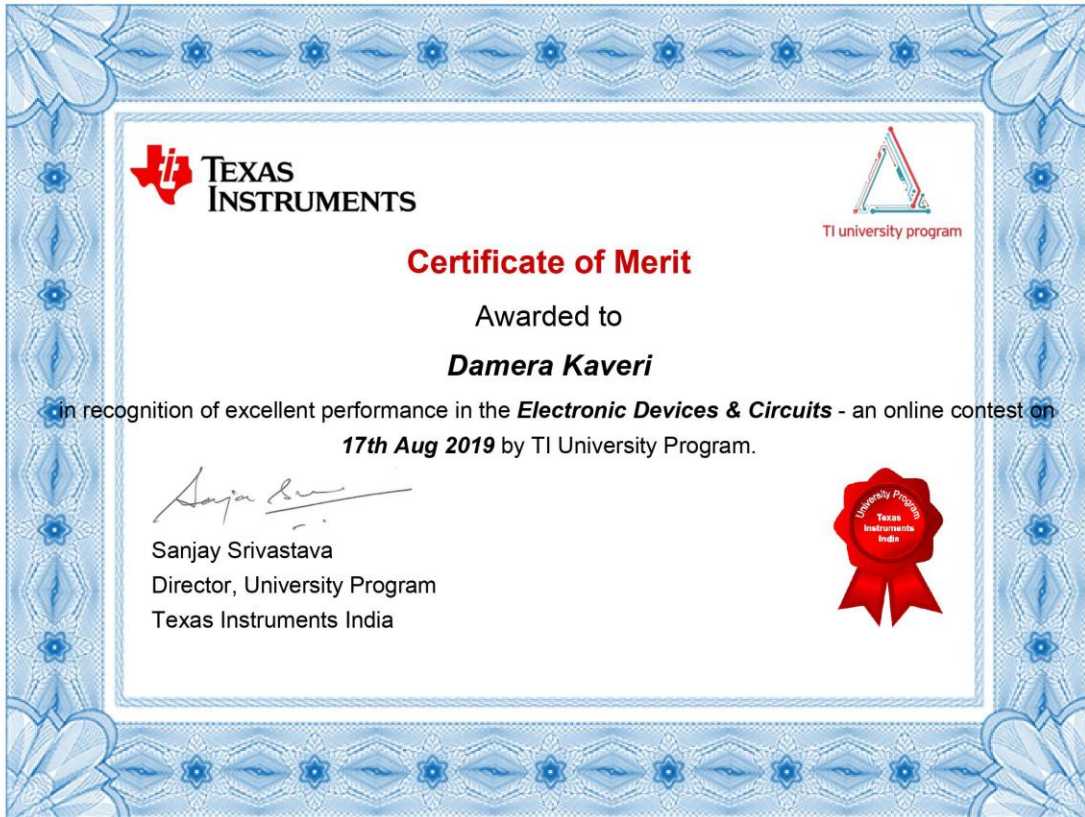 TEXAS
INSTRUMENTS
TI university program
Certificate of Merit
Awarded to
Damera Kaveri
in recognition of excellent performance in the Electronic Devices & Circuits - an online contest on
17th Aug 2019 by TI University Program.
Sanjay Srivastava
Director, University Program
Texas Instruments India
University Program
Texas
Instruments
India